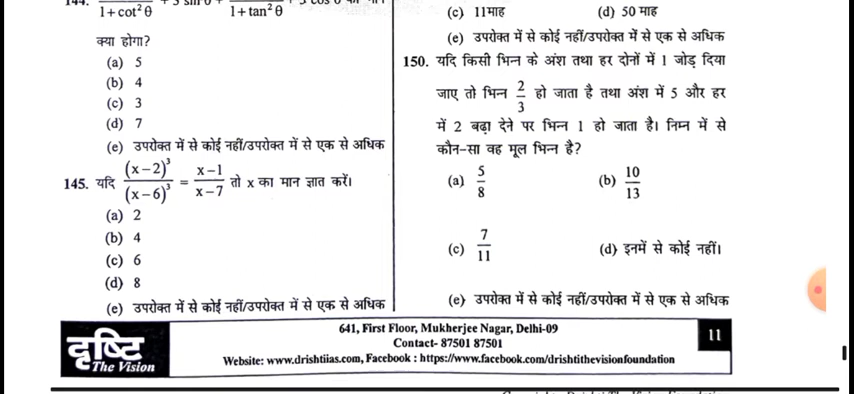 1+cot²θ 1+tan²θ
क्या होगा?
(a) 5
(b) 4
(c) 3
(d) 7
(e) उपरोक्त में से कोई नहीं/उपरोक्त में से एक से अधिक
145. यदि (x−2)³/(x−6)³ = x−1/x−7 तो x का मान ज्ञात करें।
(a) 2
(b) 4
(c) 6
(d) 8
(e) उपरोक्त में से कोई नहीं/उपरोक्त में से एक से अधिक
(c) 11माह (d) 50 माह
(e) उपरोक्त में से कोई नहीं/उपरोक्त में से एक से अधिक
150. यदि किसी भिन्न के अंश तथा हर दोनों में 1 जोड़ दिया
जाए तो भिन्न 2/3 हो जाता है तथा अंश में 5 और हर
में 2 बढ़ा देने पर भिन्न 1 हो जाता है। निम्न में से
कौन-सा वह मूल भिन्न है?
(a) 5/8 (b) 10/13
(c) 7/11 (d) इनमें से कोई नहीं।
(e) उपरोक्त में से कोई नहीं/उपरोक्त में से एक से अधिक
दृष्टि
The Vision
641, First Floor, Mukherjee Nagar, Delhi-09
Contact- 87501 87501
Website: www.drishtiias.com, Facebook : https://www.facebook.com/drishtithevisionfoundation
11